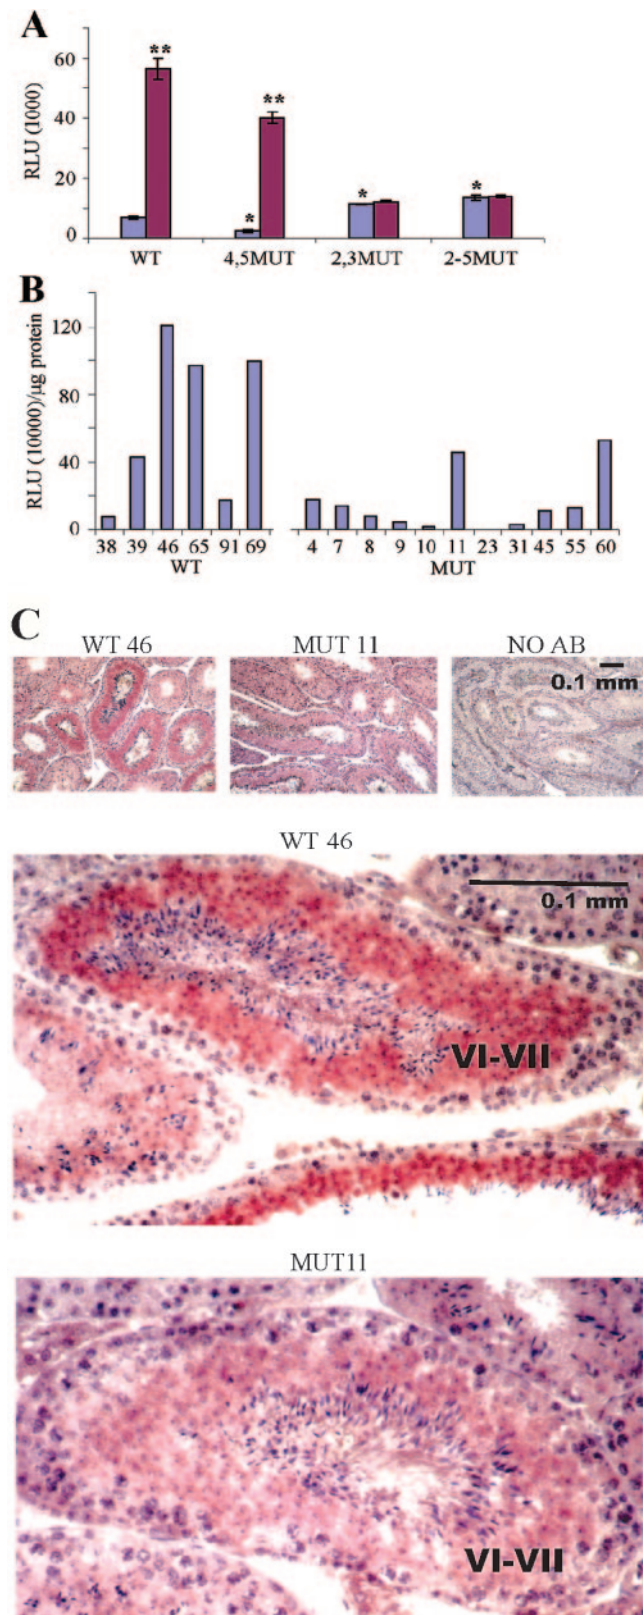 A
RLU (1000)
60
40
20
0
** ** * * *
WT 4,5MUT 2,3MUT 2-5MUT
B
RLU (10000)/µg protein
120
80
40
0
38 39 46 65 91 69 4 7 8 9 10 11 23 31 45 55 60
WT MUT
C
WT 46 MUT 11 NO AB
0.1 mm
WT 46
0.1 mm
VI-VII
MUT11
VI-VII